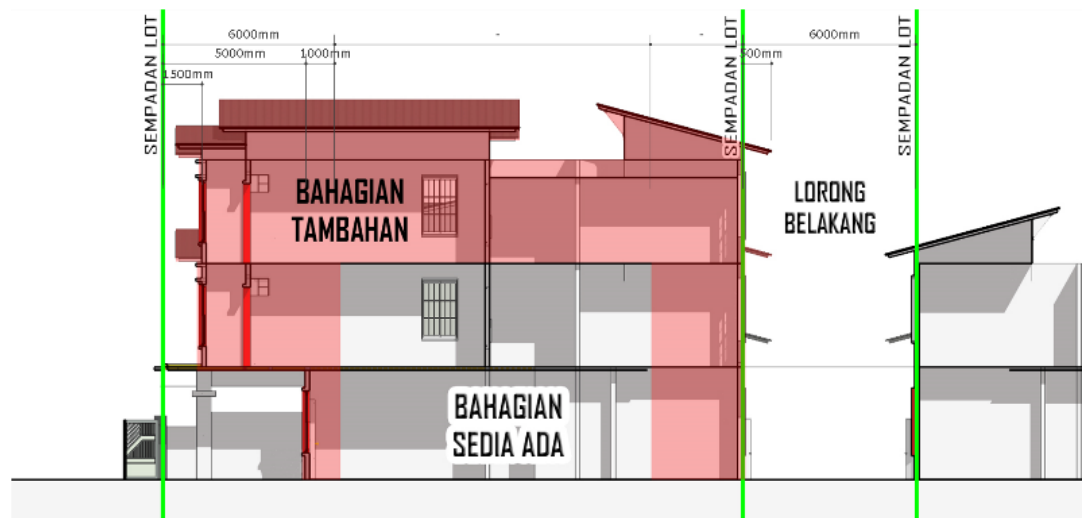 SEMPADAN LOT
6000mm
5000mm
1000mm
1500mm
SEMPADAN LOT
6000mm
500mm
SEMPADAN LOT
BAHAGIAN
TAMBAHAN
LORONG
BELAKANG
BAHAGIAN
SEDIA ADA